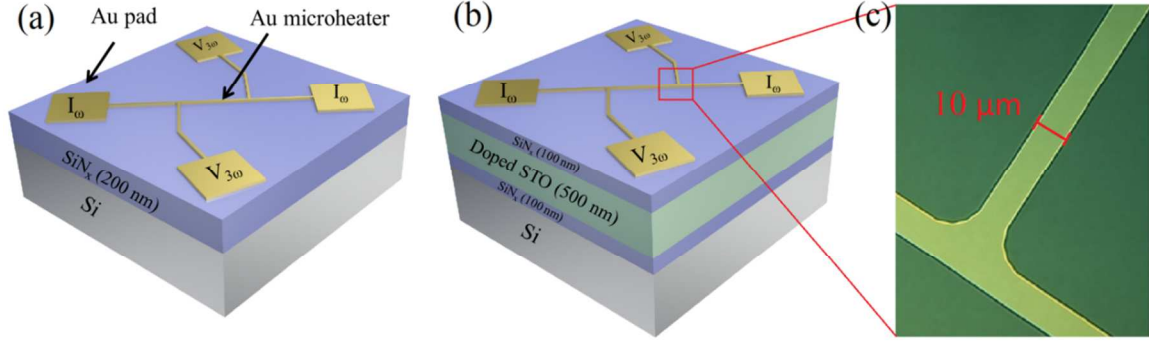 (a)
Au pad
Au microheater
V3ω
Iω
Iω
V3ω
SiNx (200 nm)
Si
(b)
V3ω
Iω
Iω
V3ω
SiNx (100 nm)
Doped STO (500 nm)
SiNx (100 nm)
Si
(c)
10 μm